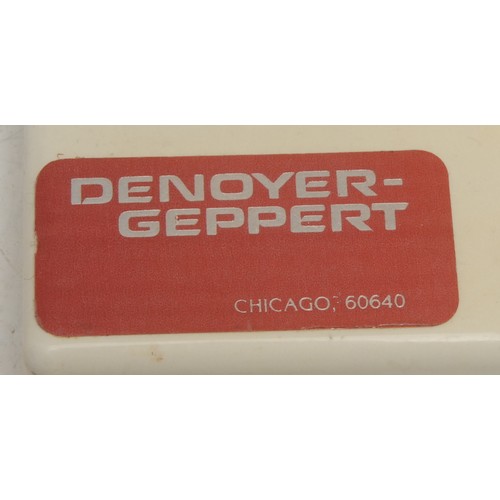 DENOYER-
GEPPERT
CHICAGO, 60640